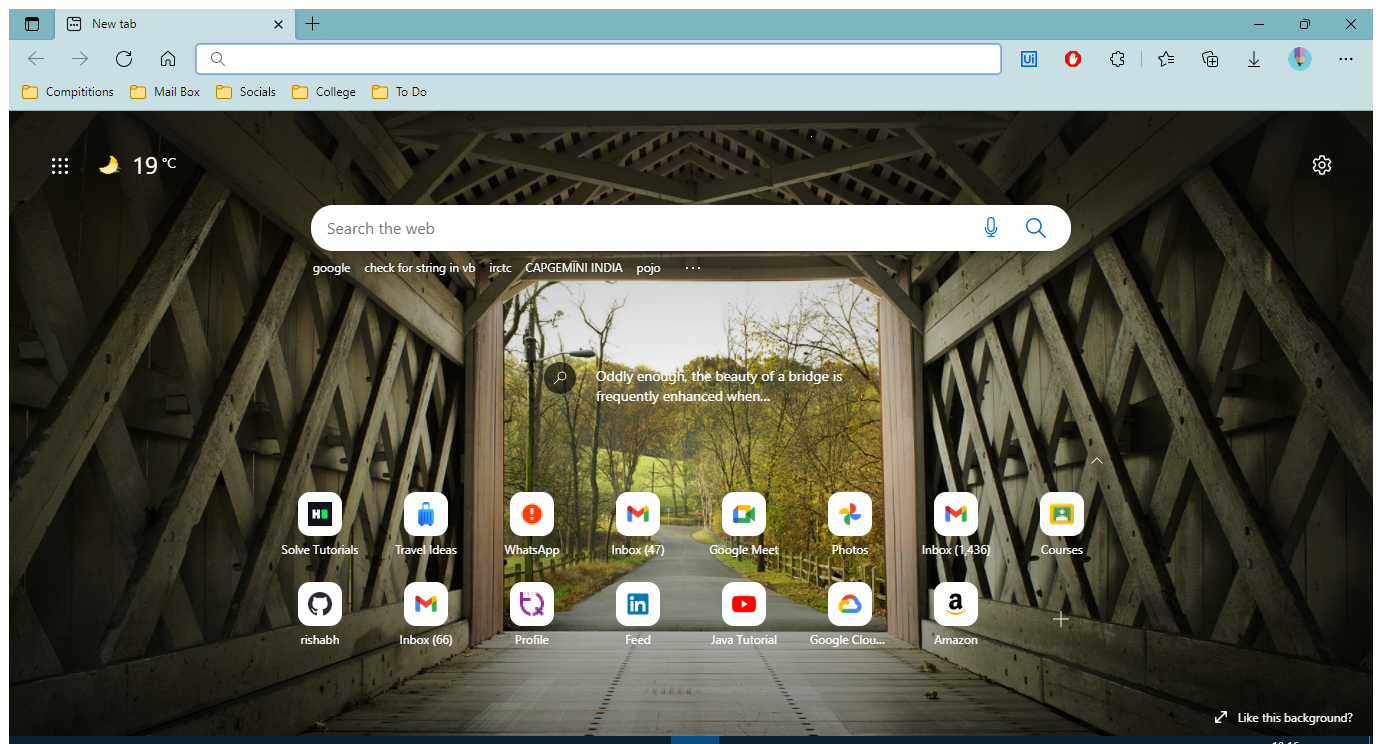 New tab
Ui
Compititions Mail Box Socials College To Do
19 °C
Search the web
google check for string in vb irctc CAPGEMINI INDIA pojo ...
Oddly enough, the beauty of a bridge is
frequently enhanced when...
Solve Tutorials Travel Ideas WhatsApp Inbox (47) Google Meet Photos Inbox (1,436) Courses
rishabh Inbox (66) Profile Feed Java Tutorial Google Clou... Amazon
Like this background?